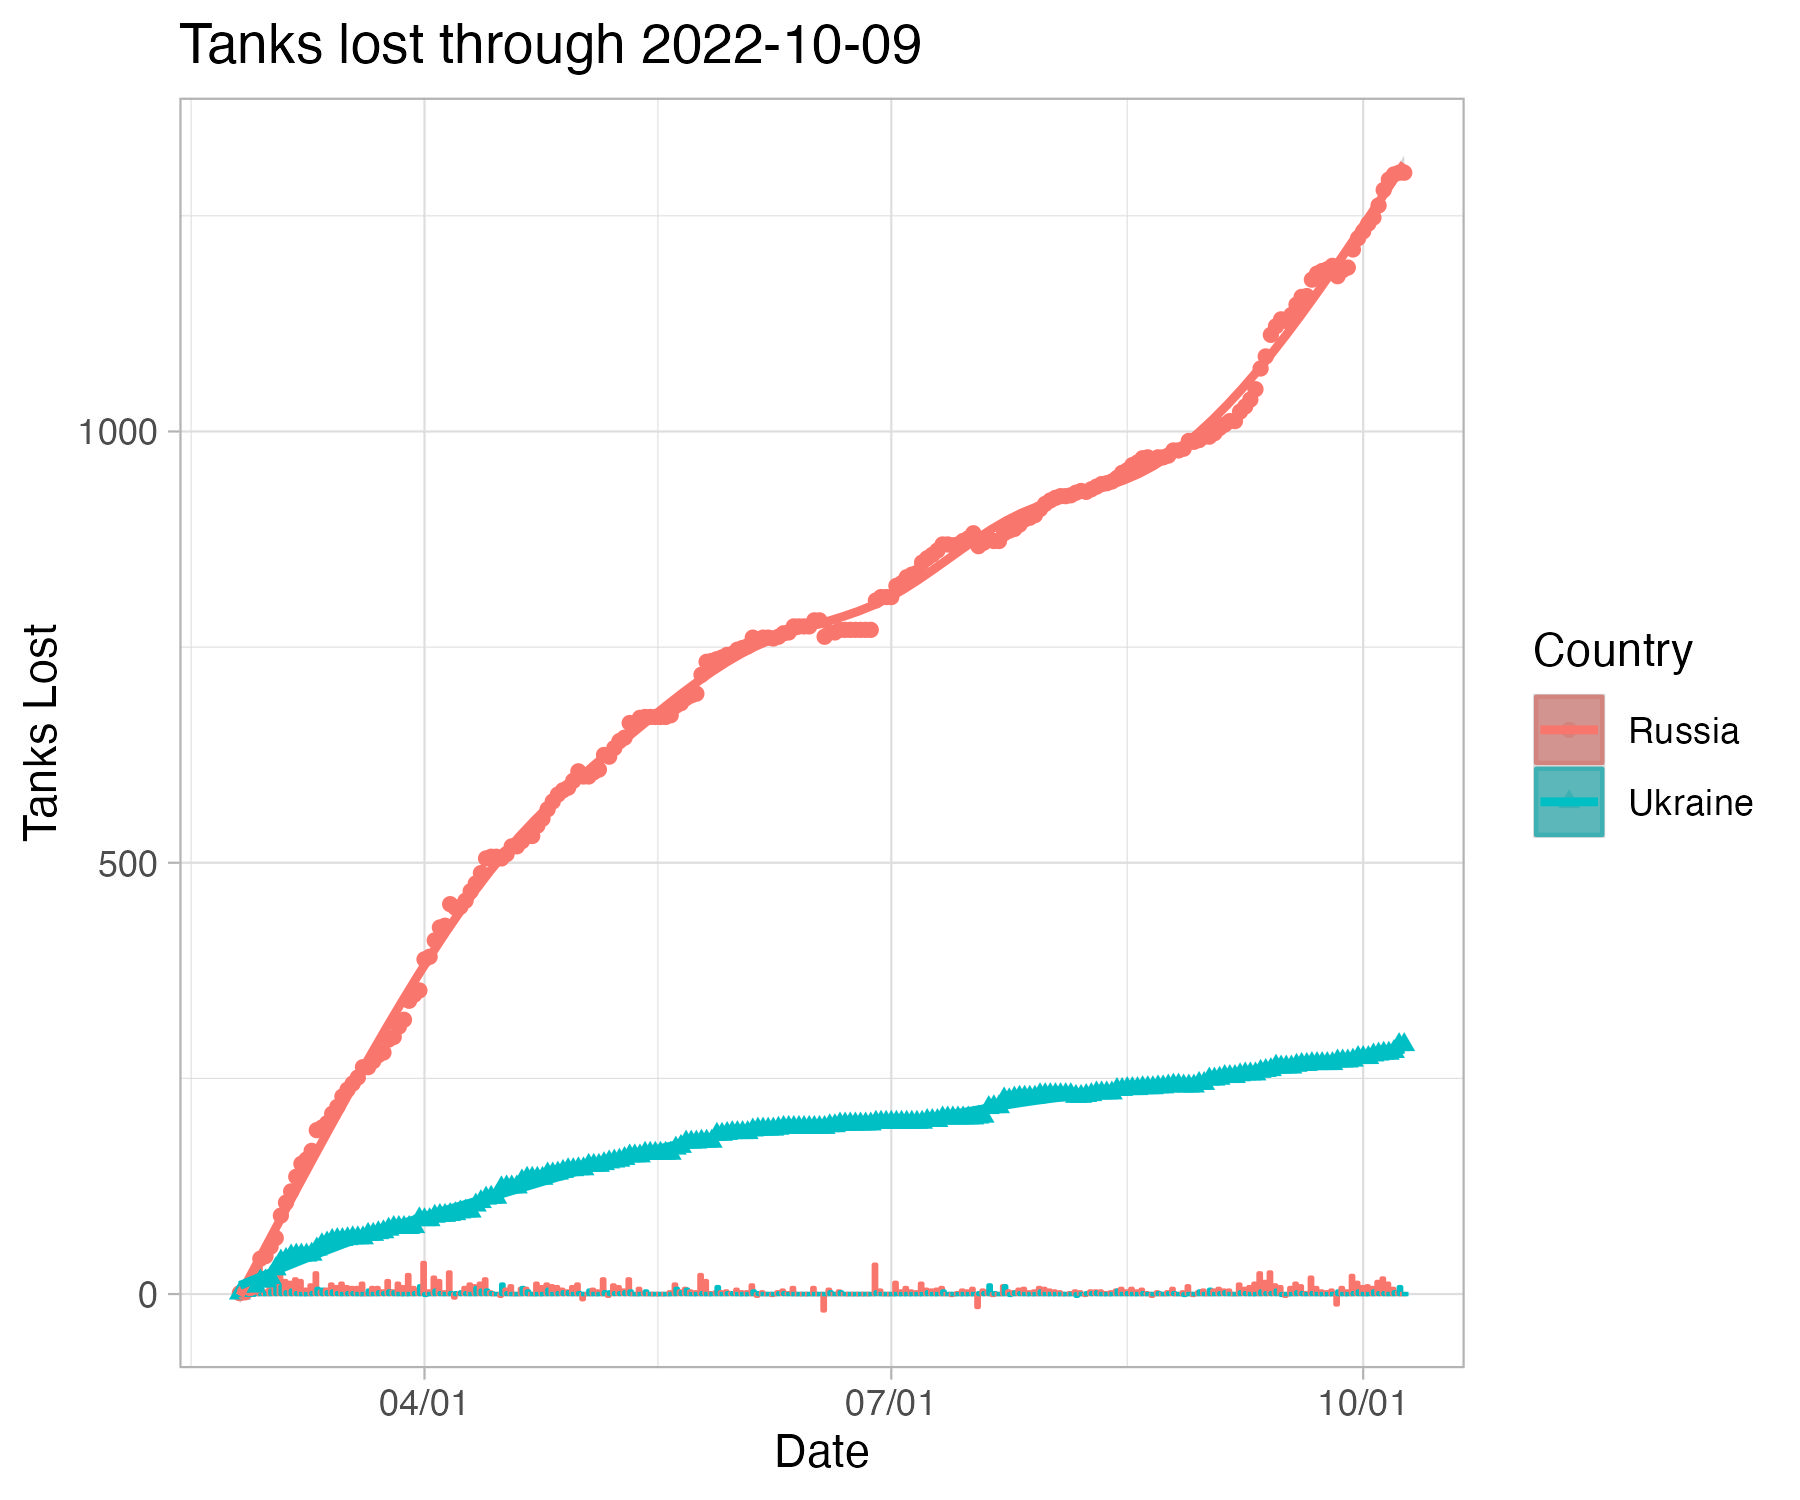 Tanks lost through 2022-10-09
Tanks Lost
1000
500
0
04/01
07/01
10/01
Date
Country
Russia
Ukraine